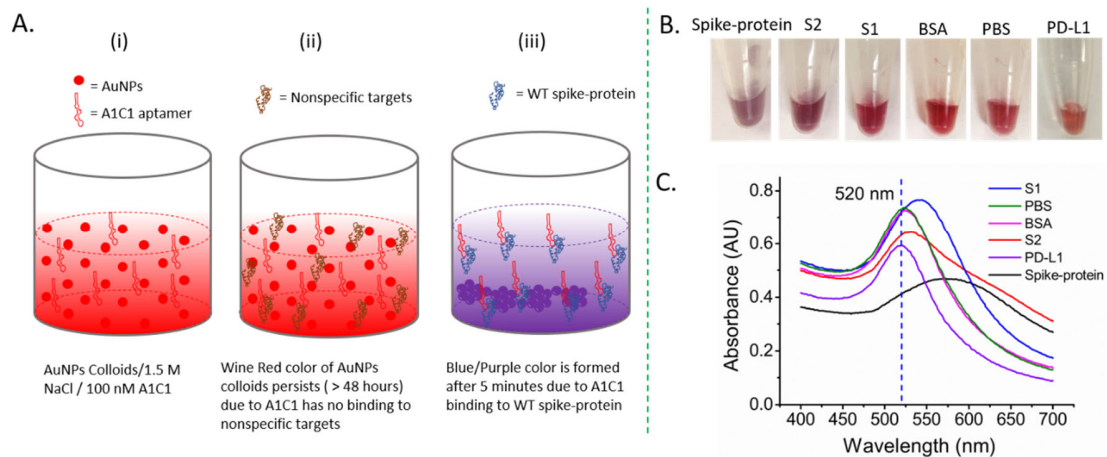 A.
(i)
(ii)
(iii)
= AuNPs
= A1C1 aptamer
= Nonspecific targets
= WT spike-protein
AuNPs Colloids/1.5 M
NaCl / 100 nM A1C1
Wine Red color of AuNPs
colloids persists ( > 48 hours)
due to A1C1 has no binding to
nonspecific targets
Blue/Purple color is formed
after 5 minutes due to A1C1
binding to WT spike-protein
B.
Spike-protein
S2
S1
BSA
PBS
PD-L1
C.
520 nm
S1
PBS
BSA
S2
PD-L1
Spike-protein
Absorbance (AU)
0.8
0.6
0.4
0.2
0.0
400 450 500 550 600 650 700
Wavelength (nm)